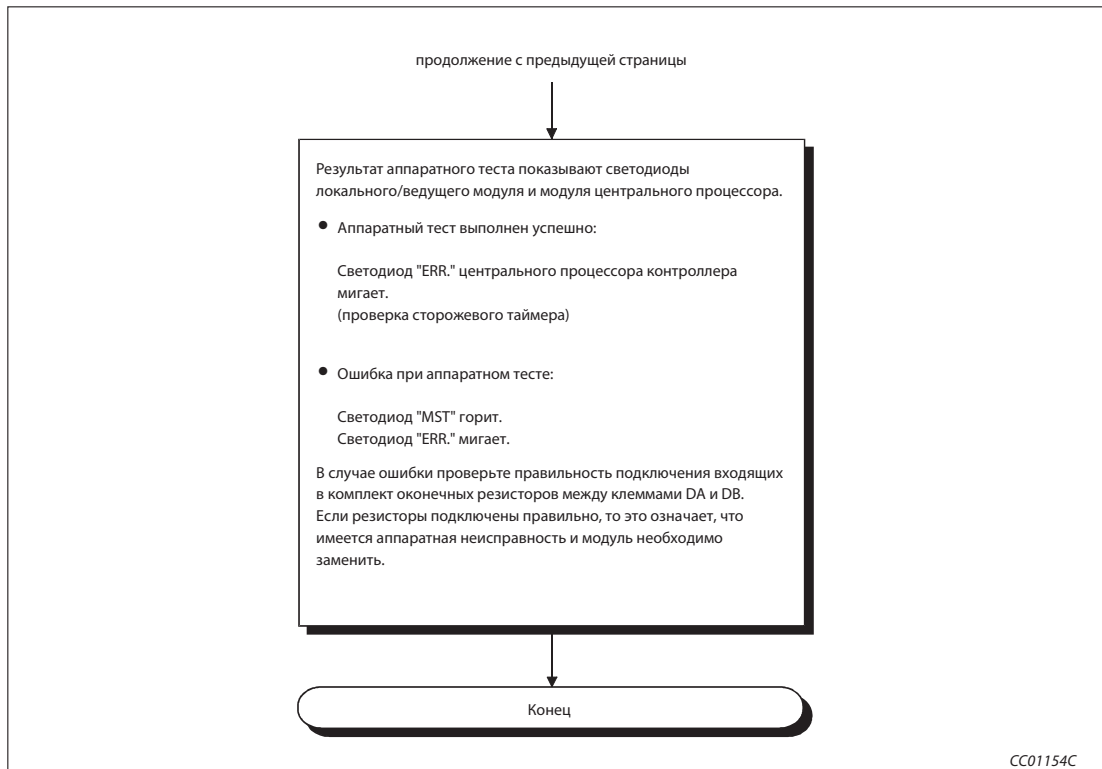 продолжение с предыдущей страницы
Результат аппаратного теста показывают светодиоды
локального/ведущего модуля и модуля центрального процессора.
• Аппаратный тест выполнен успешно:
Светодиод "ERR." центрального процессора контроллера
мигает.
(проверка сторожевого таймера)
• Ошибка при аппаратном тесте:
Светодиод "MST" горит.
Светодиод "ERR." мигает.
В случае ошибки проверьте правильность подключения входящих
в комплект оконечных резисторов между клеммами DA и DB.
Если резисторы подключены правильно, то это означает, что
имеется аппаратная неисправность и модуль необходимо
заменить.
Конец
CC01154C